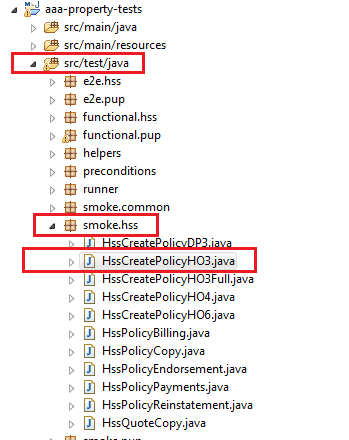 aaa-property-tests
src/main/java
src/main/resources
src/test/java
e2e.hss
e2e.pup
functional.hss
functional.pup
helpers
preconditions
runner
smoke.common
smoke.hss
HssCreatePolicyDP3.java
HssCreatePolicyHO3.java
HssCreatePolicyHO3Full.java
HssCreatePolicyHO4.java
HssCreatePolicyHO6.java
HssPolicyBilling.java
HssPolicyCopy.java
HssPolicyEndorsement.java
HssPolicyPayments.java
HssPolicyReinstatement.java
HssQuoteCopy.java
smoke.pup